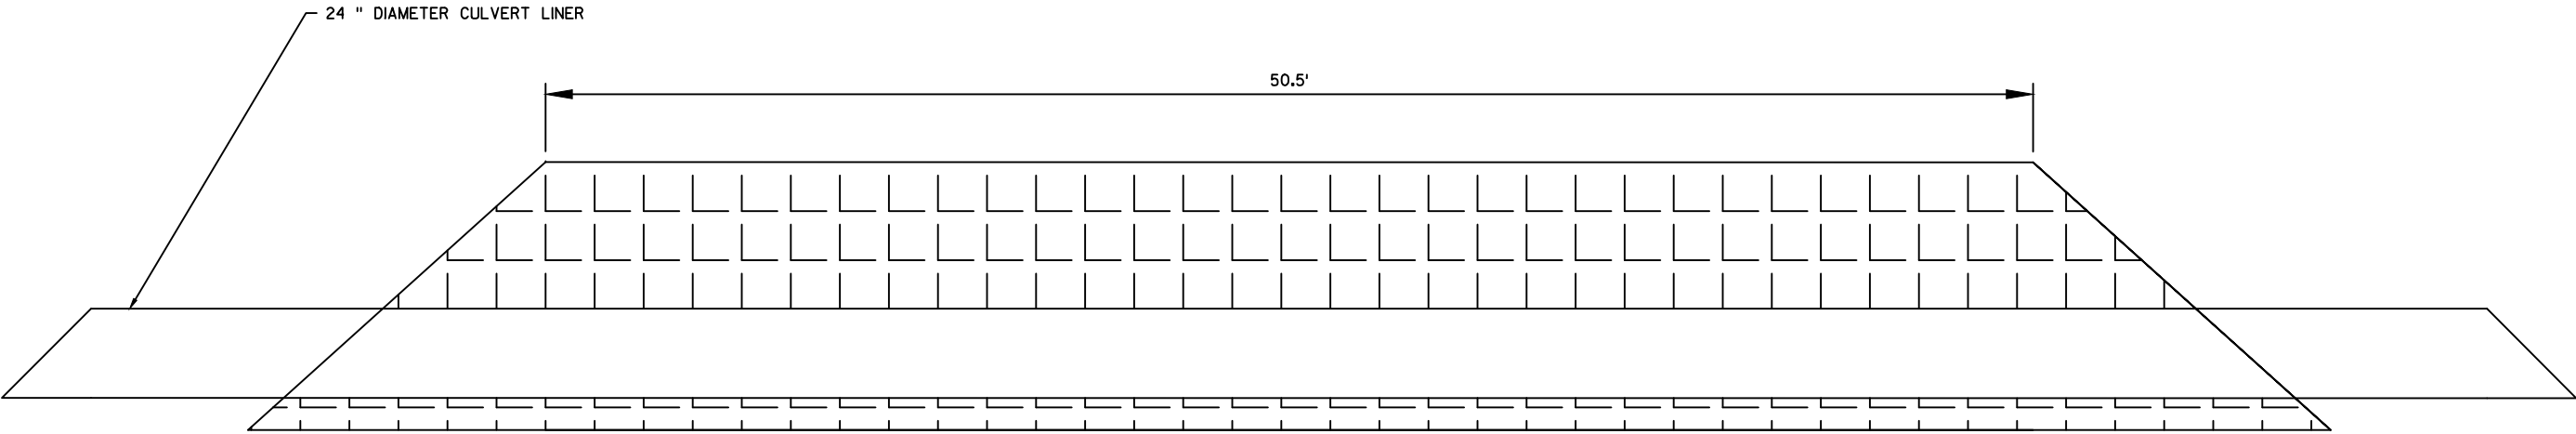 24 " DIAMETER CULVERT LINER
50.5'